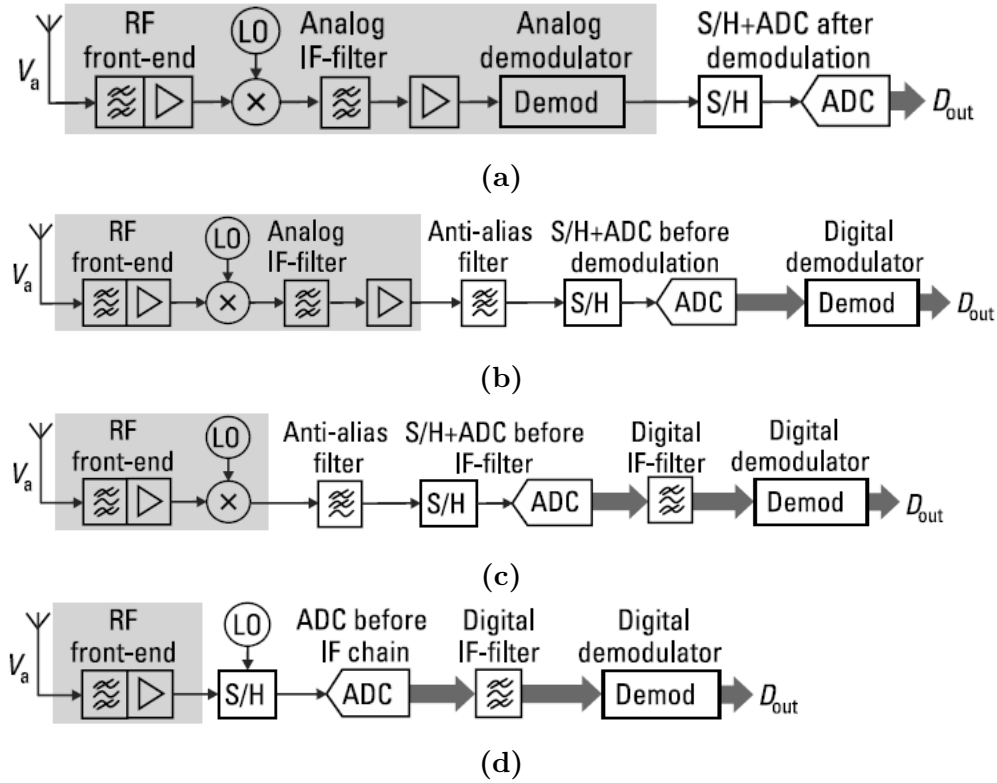 RF
front-end
LO
Analog
IF-filter
Analog
demodulator
S/H+ADC after
demodulation
Va
×
Demod
S/H
ADC
Dout
(a)
RF
front-end
LO
Analog
IF-filter
Anti-alias
filter
S/H+ADC before
demodulation
Digital
demodulator
Va
×
S/H
ADC
Demod
Dout
(b)
RF
front-end
LO
Anti-alias
filter
S/H+ADC before
IF-filter
Digital
IF-filter
Digital
demodulator
Va
×
S/H
ADC
Demod
Dout
(c)
RF
front-end
LO
ADC before
IF chain
Digital
IF-filter
Digital
demodulator
Va
S/H
ADC
Demod
Dout
(d)